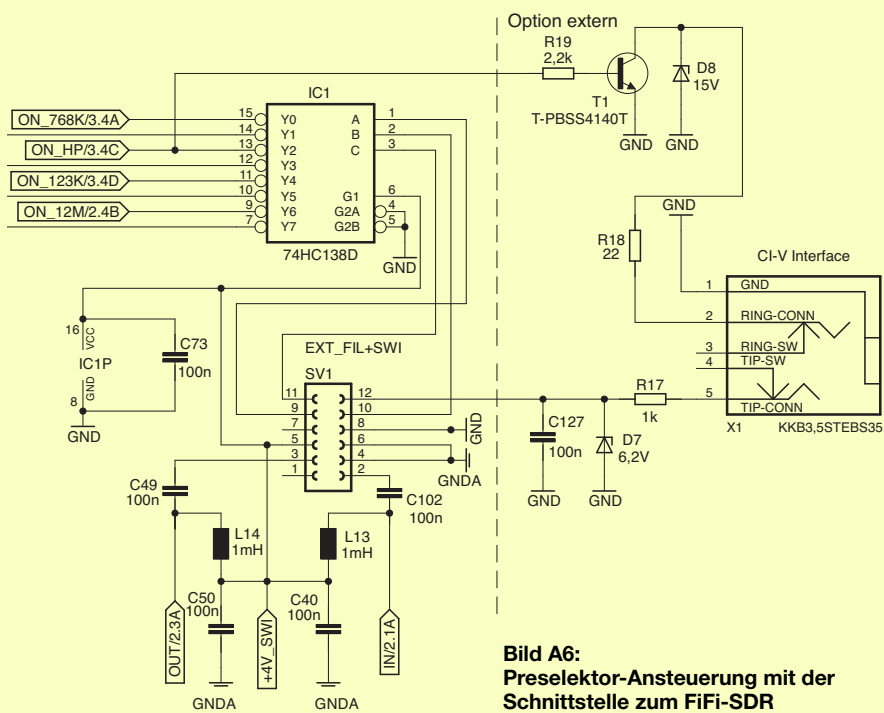 Option extern
R19
2,2k
D8
15V
T1
T-PBSS4140T
GND
GND
IC1
ON_768K/3.4A
15
Y0
A
1
14
Y1
B
2
ON_HP/3.4C
13
Y2
C
3
12
Y3
ON_123K/3.4D
11
Y4
10
Y5
G1
6
ON_12M/2.4B
9
Y6
G2A
4
7
Y7
G2B
5
74HC138D
GND
GND
R18
22
CI-V Interface
1
GND
2
RING-CONN
3
RING-SW
4
TIP-SW
5
TIP-CONN
X1
KKB3,5STEBS35
16
VCC
IC1P
GND
8
GND
C73
100n
EXT_FIL+SWI
SV1
11
12
9
10
7
8
GND
5
6
3
4
GNDA
1
2
R17
1k
C127
100n
D7
6,2V
GND
GND
C49
100n
C102
100n
L14
1mH
L13
1mH
C50
100n
C40
100n
OUT/2.3A
+4V_SWI
IN/2.1A
GNDA
GNDA
Bild A6:
Preselektor-Ansteuerung mit der
Schnittstelle zum FiFi-SDR